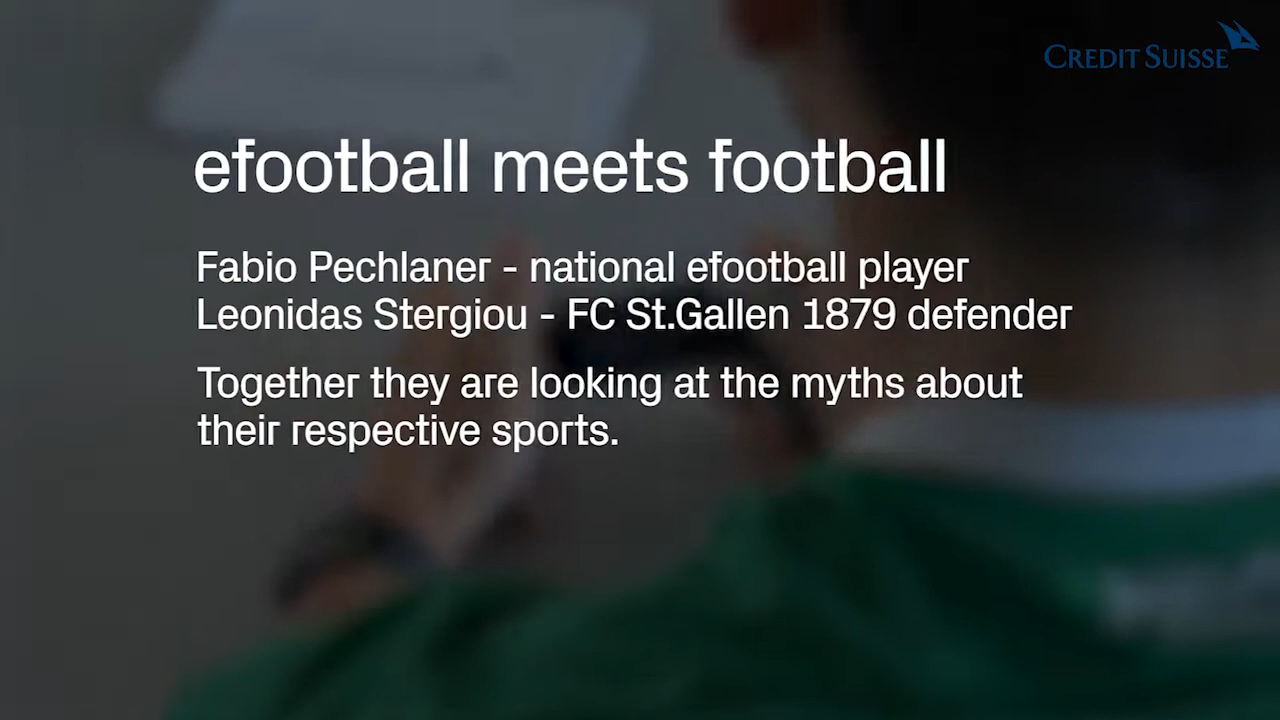 CREDIT SUISSE
efootball meets football
Fabio Pechlaner - national efootball player
Leonidas Stergiou - FC St.Gallen 1879 defender
Together they are looking at the myths about
their respective sports.